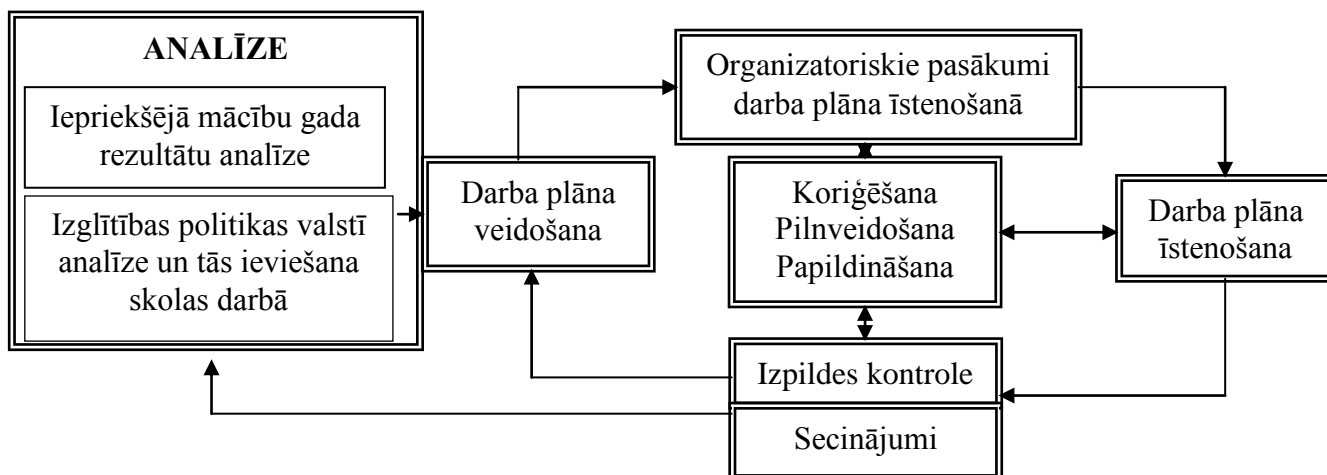 ANALĪZE
Iepriekšējā mācību gada
rezultātu analīze
Izglītības politikas valstī
analīze un tās ieviešana
skolas darbā
Darba plāna
veidošana
Organizatoriskie pasākumi
darba plāna īstenošanā
Koriģēšana
Pilnveidošana
Papildināšana
Darba plāna
īstenošana
Izpildes kontrole
Secinājumi